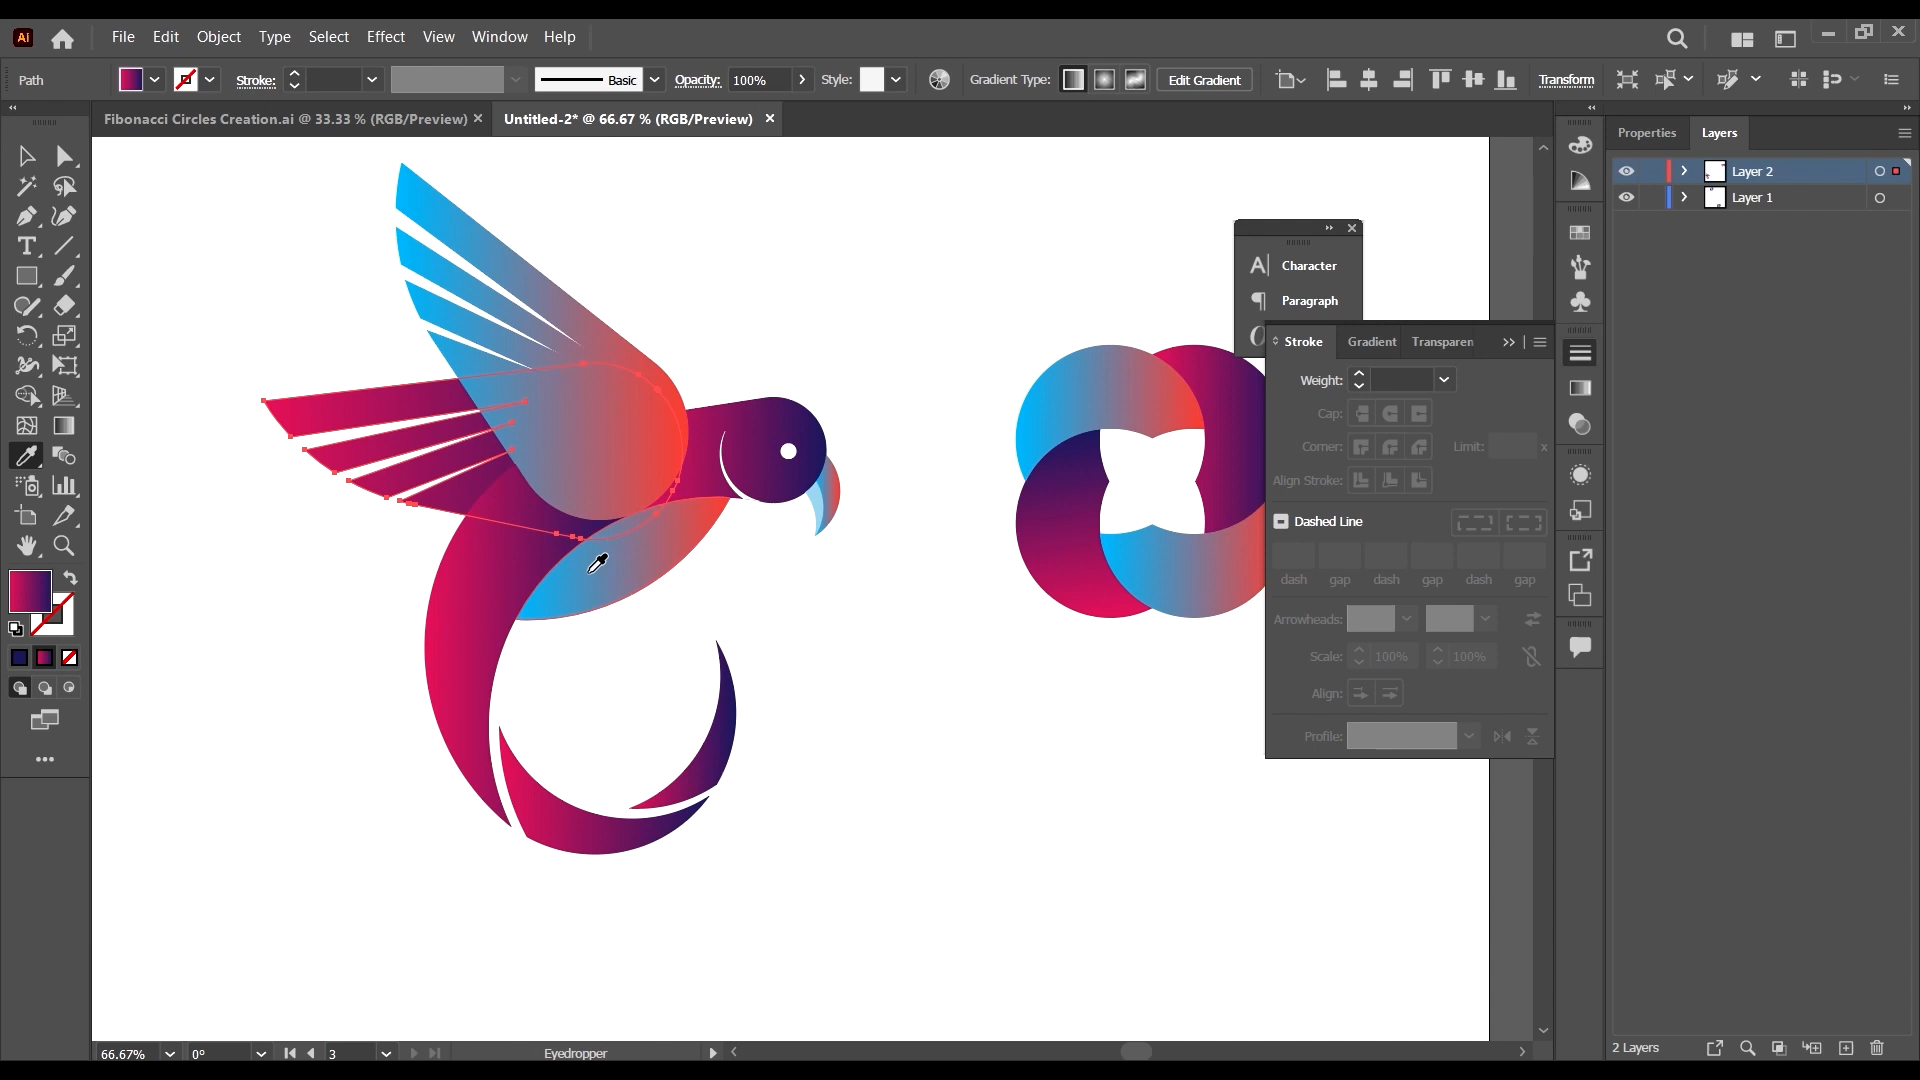 Ai File Edit Object Type Select Effect View Window Help
Path Stroke: Basic Opacity: 100% Style: Gradient Type: Edit Gradient Transform
Fibonacci Circles Creation.ai @ 33.33 % (RGB/Preview) Untitled-2* @ 66.67 % (RGB/Preview)
Properties Layers
Layer 2
Layer 1
Character
Paragraph
Stroke Gradient Transparen
Weight:
Cap:
Corner: Limit: x
Align Stroke:
Dashed Line
dash gap dash gap dash gap
Arrowheads:
Scale: 100% 100%
Align:
Profile:
66.67% 0° 3 Eyedropper
2 Layers